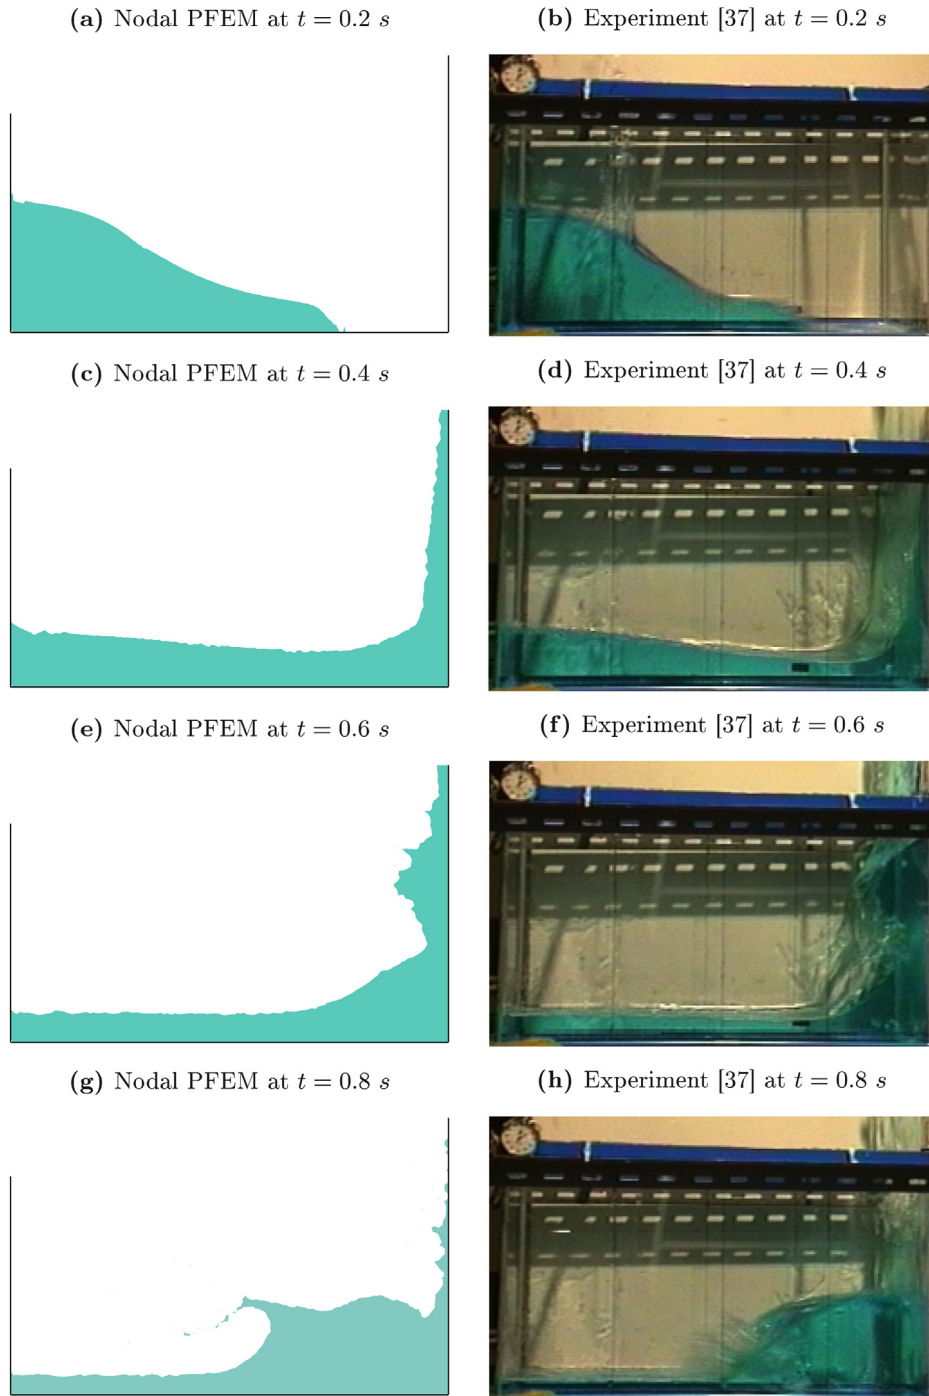 (a) Nodal PFEM at t = 0.2 s
(b) Experiment [37] at t = 0.2 s
(c) Nodal PFEM at t = 0.4 s
(d) Experiment [37] at t = 0.4 s
(e) Nodal PFEM at t = 0.6 s
(f) Experiment [37] at t = 0.6 s
(g) Nodal PFEM at t = 0.8 s
(h) Experiment [37] at t = 0.8 s